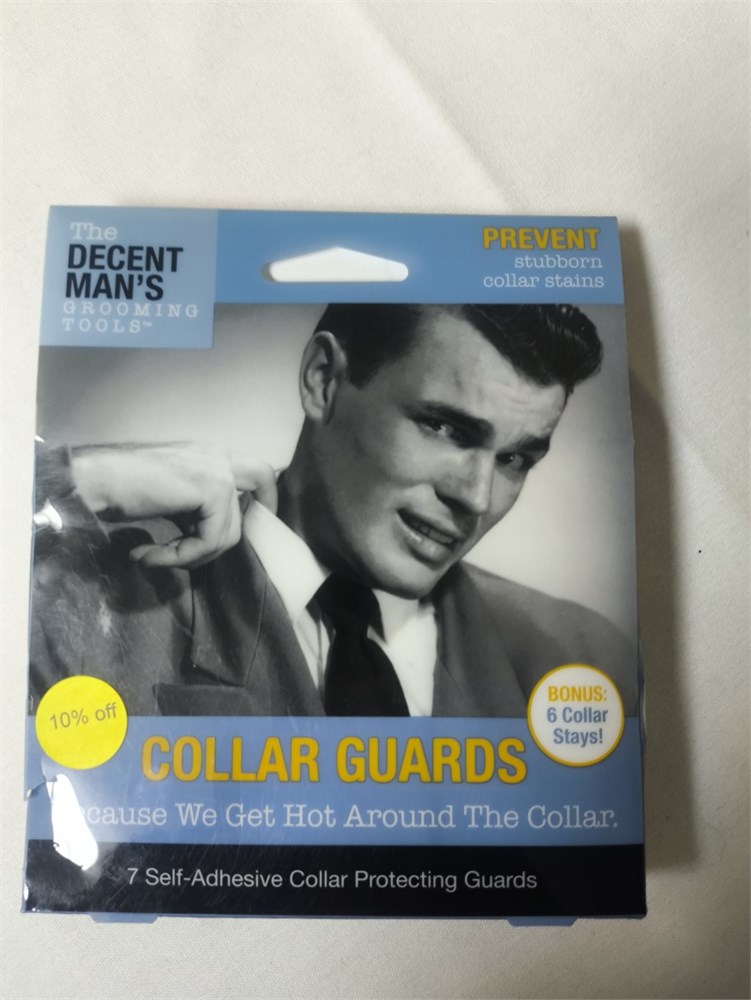 The
DECENT
MAN'S
GROOMING
TOOLS™
PREVENT
stubborn
collar stains
10% off
BONUS:
6 Collar
Stays!
COLLAR GUARDS
We Get Hot Around The Collar.
7 Self-Adhesive Collar Protecting Guards